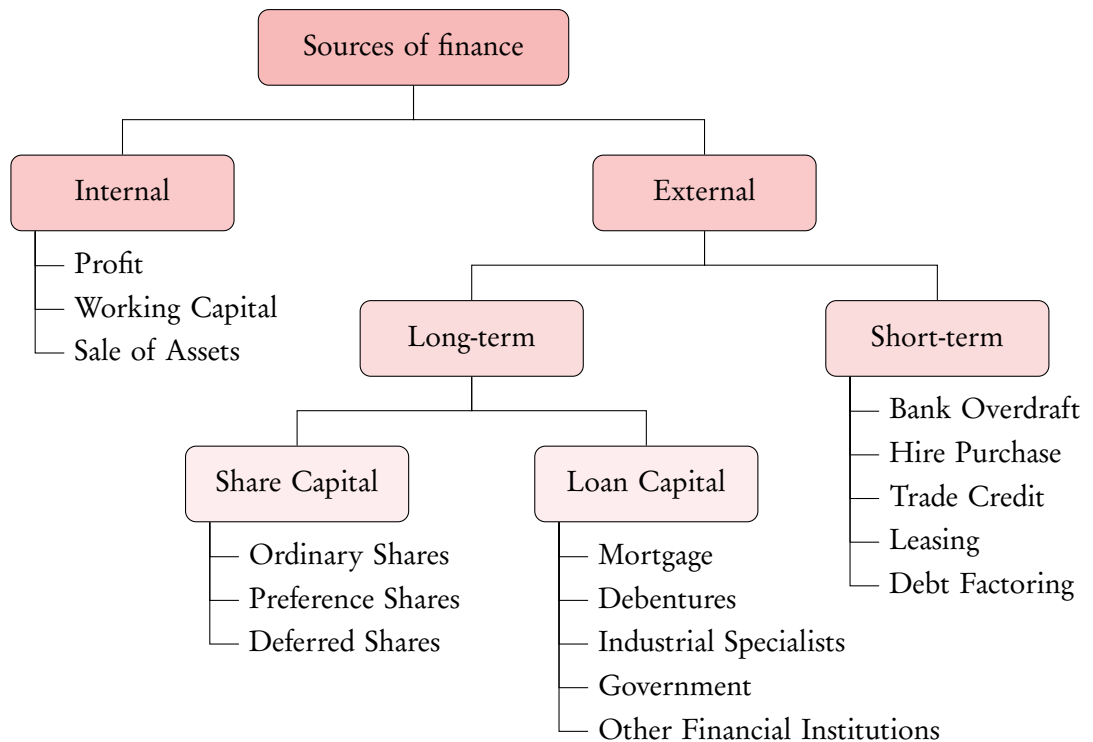 Sources of finance
Internal
Profit
Working Capital
Sale of Assets
External
Long-term
Share Capital
Ordinary Shares
Preference Shares
Deferred Shares
Loan Capital
Mortgage
Debentures
Industrial Specialists
Government
Other Financial Institutions
Short-term
Bank Overdraft
Hire Purchase
Trade Credit
Leasing
Debt Factoring